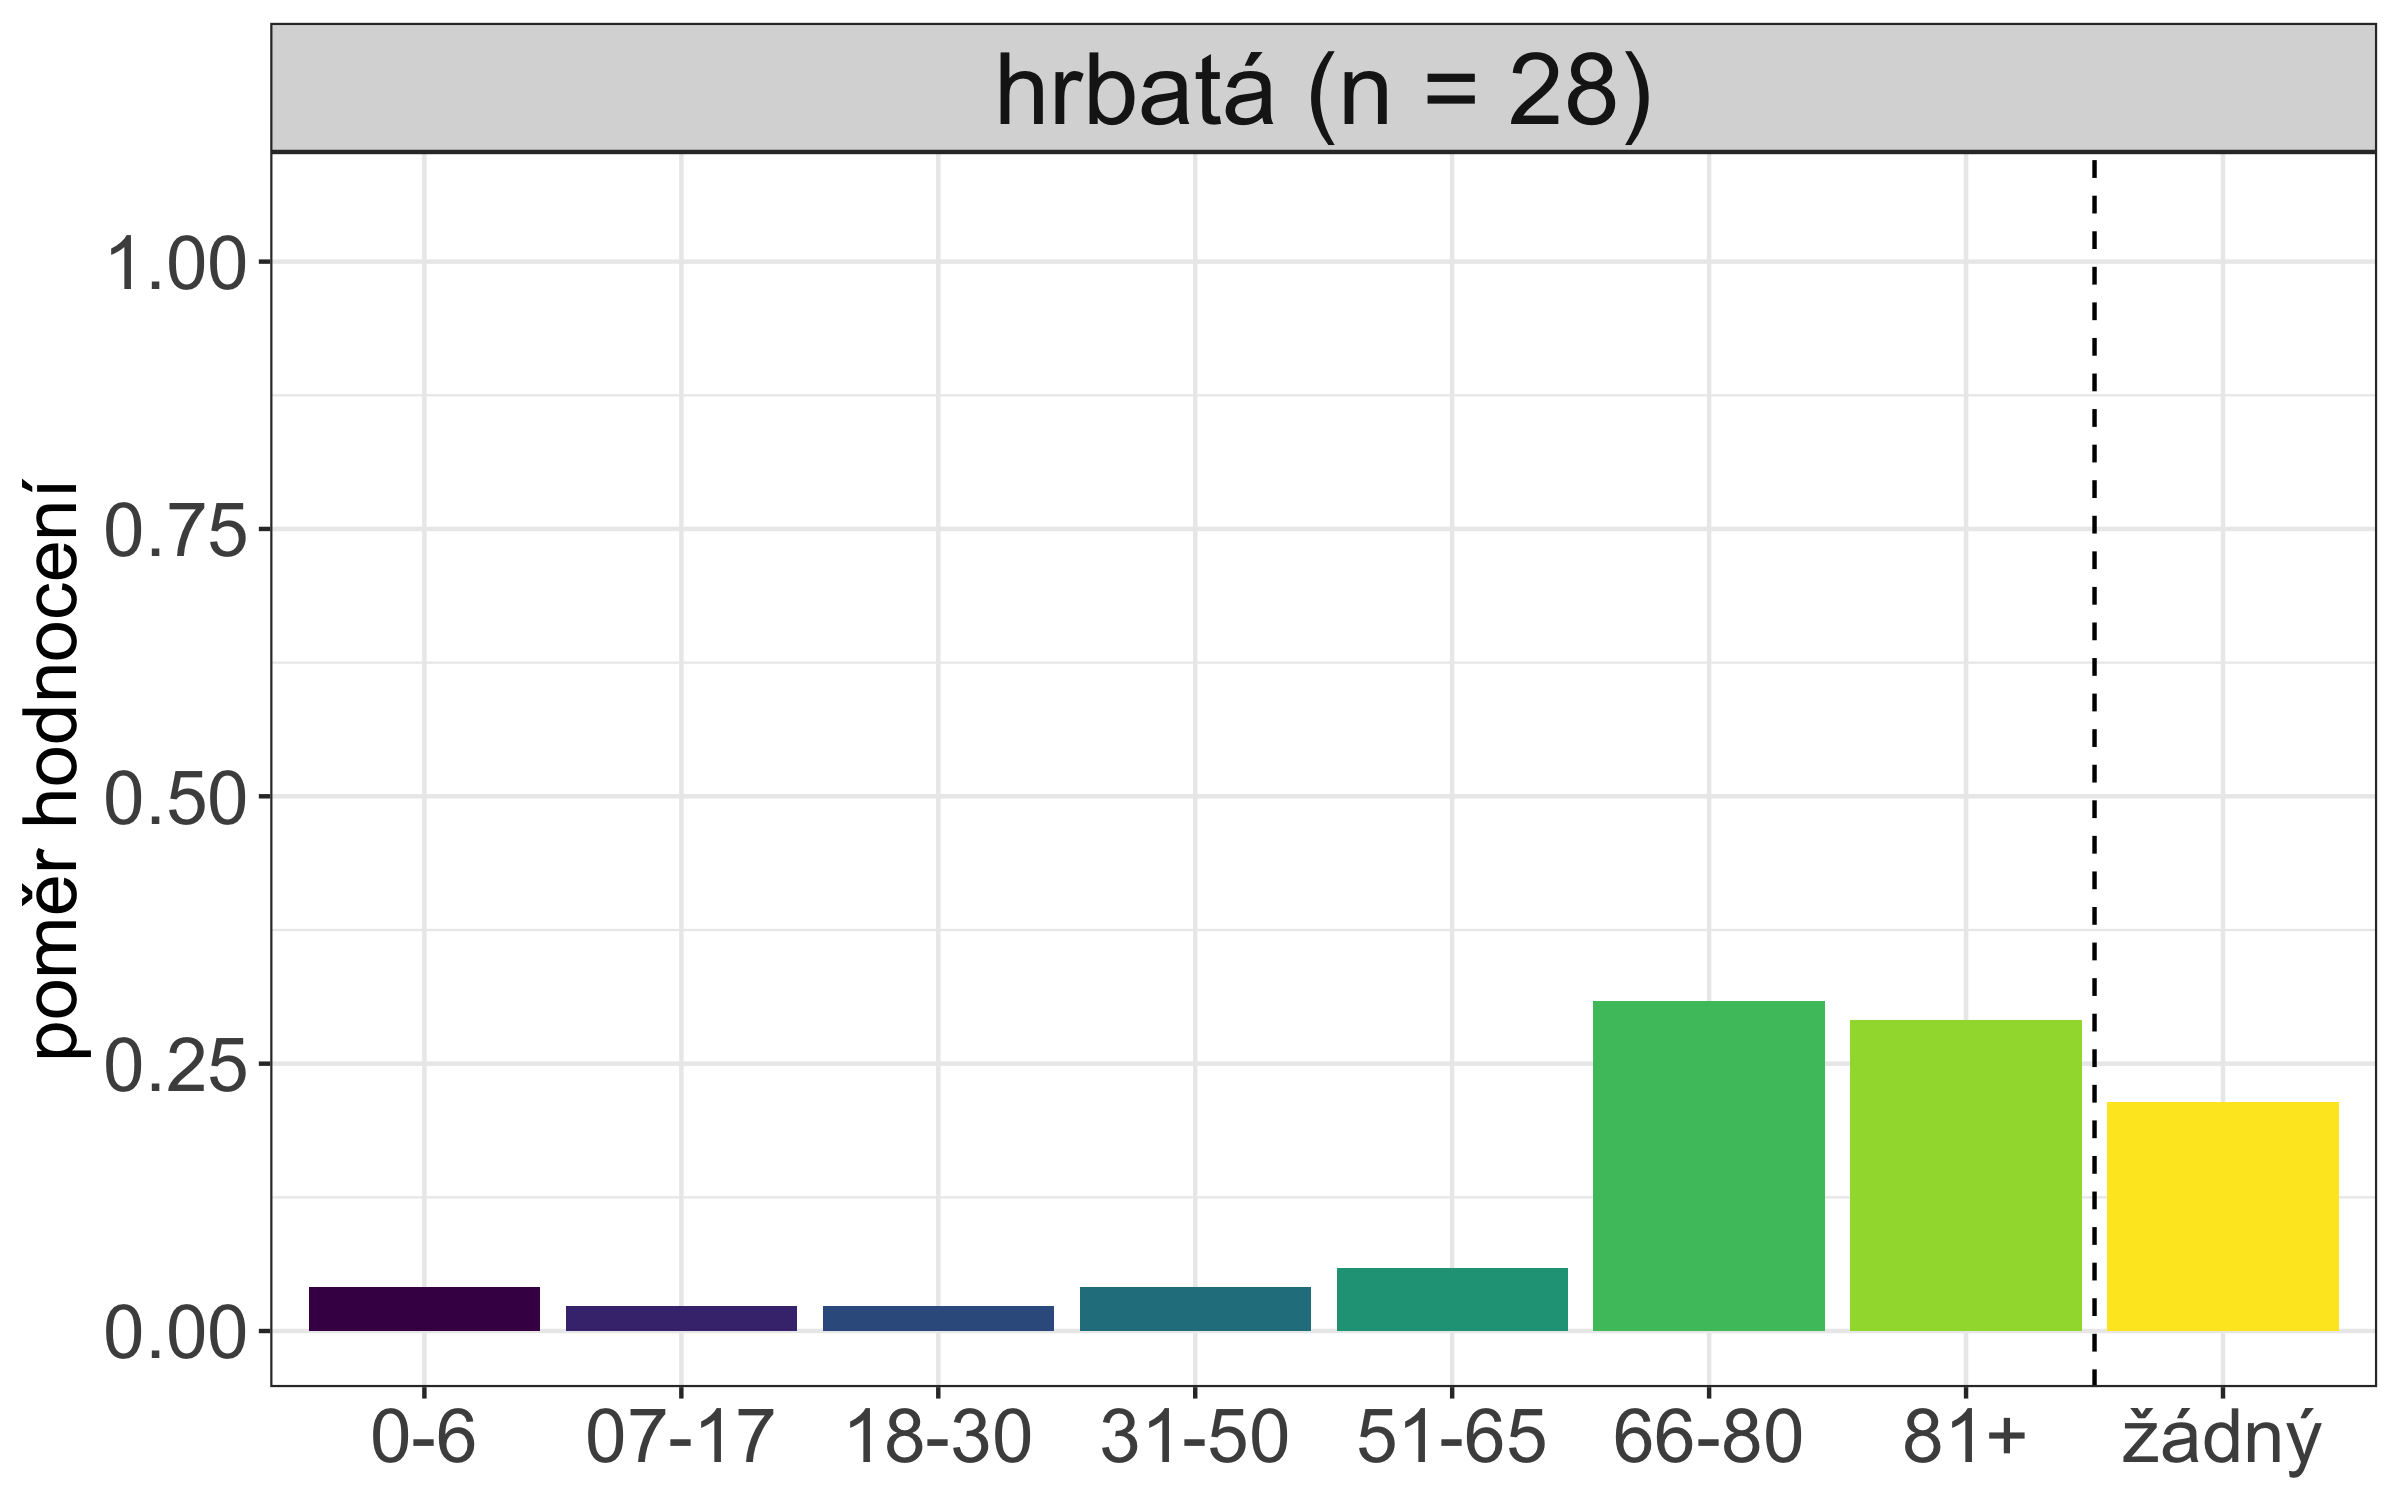 hrbatá (n = 28)
poměr hodnocení
1.00
0.75
0.50
0.25
0.00
0-6 07-17 18-30 31-50 51-65 66-80 81+ žádný